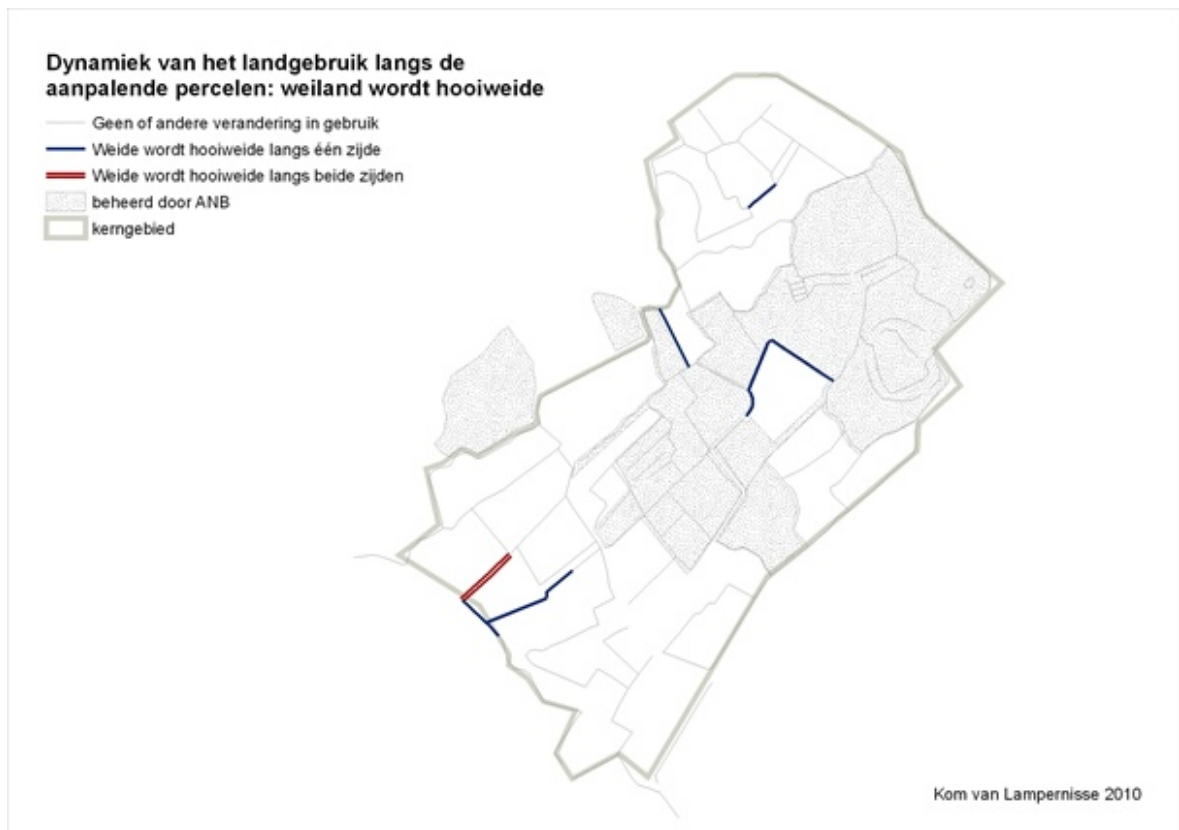 Dynamiek van het landgebruik langs de
aanpalende percelen: weiland wordt hooiweide
Geen of andere verandering in gebruik
Weide wordt hooiweide langs één zijde
Weide wordt hooiweide langs beide zijden
beheerd door ANB
kerngebied
Kom van Lampernisse 2010